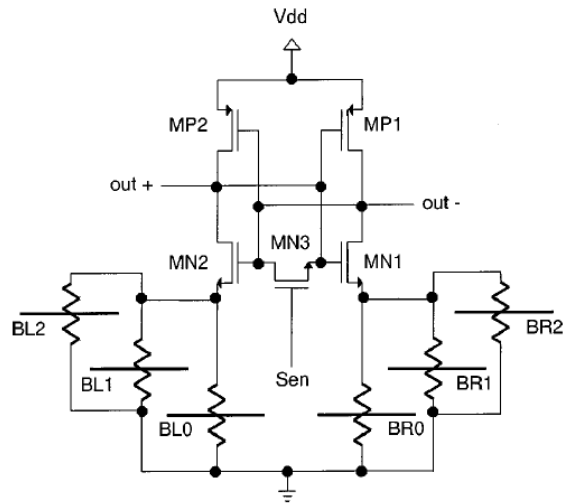 Vdd
MP2
MP1
out +
out -
MN3
MN2
MN1
BL2
BR2
BL1
Sen
BR1
BL0
BR0